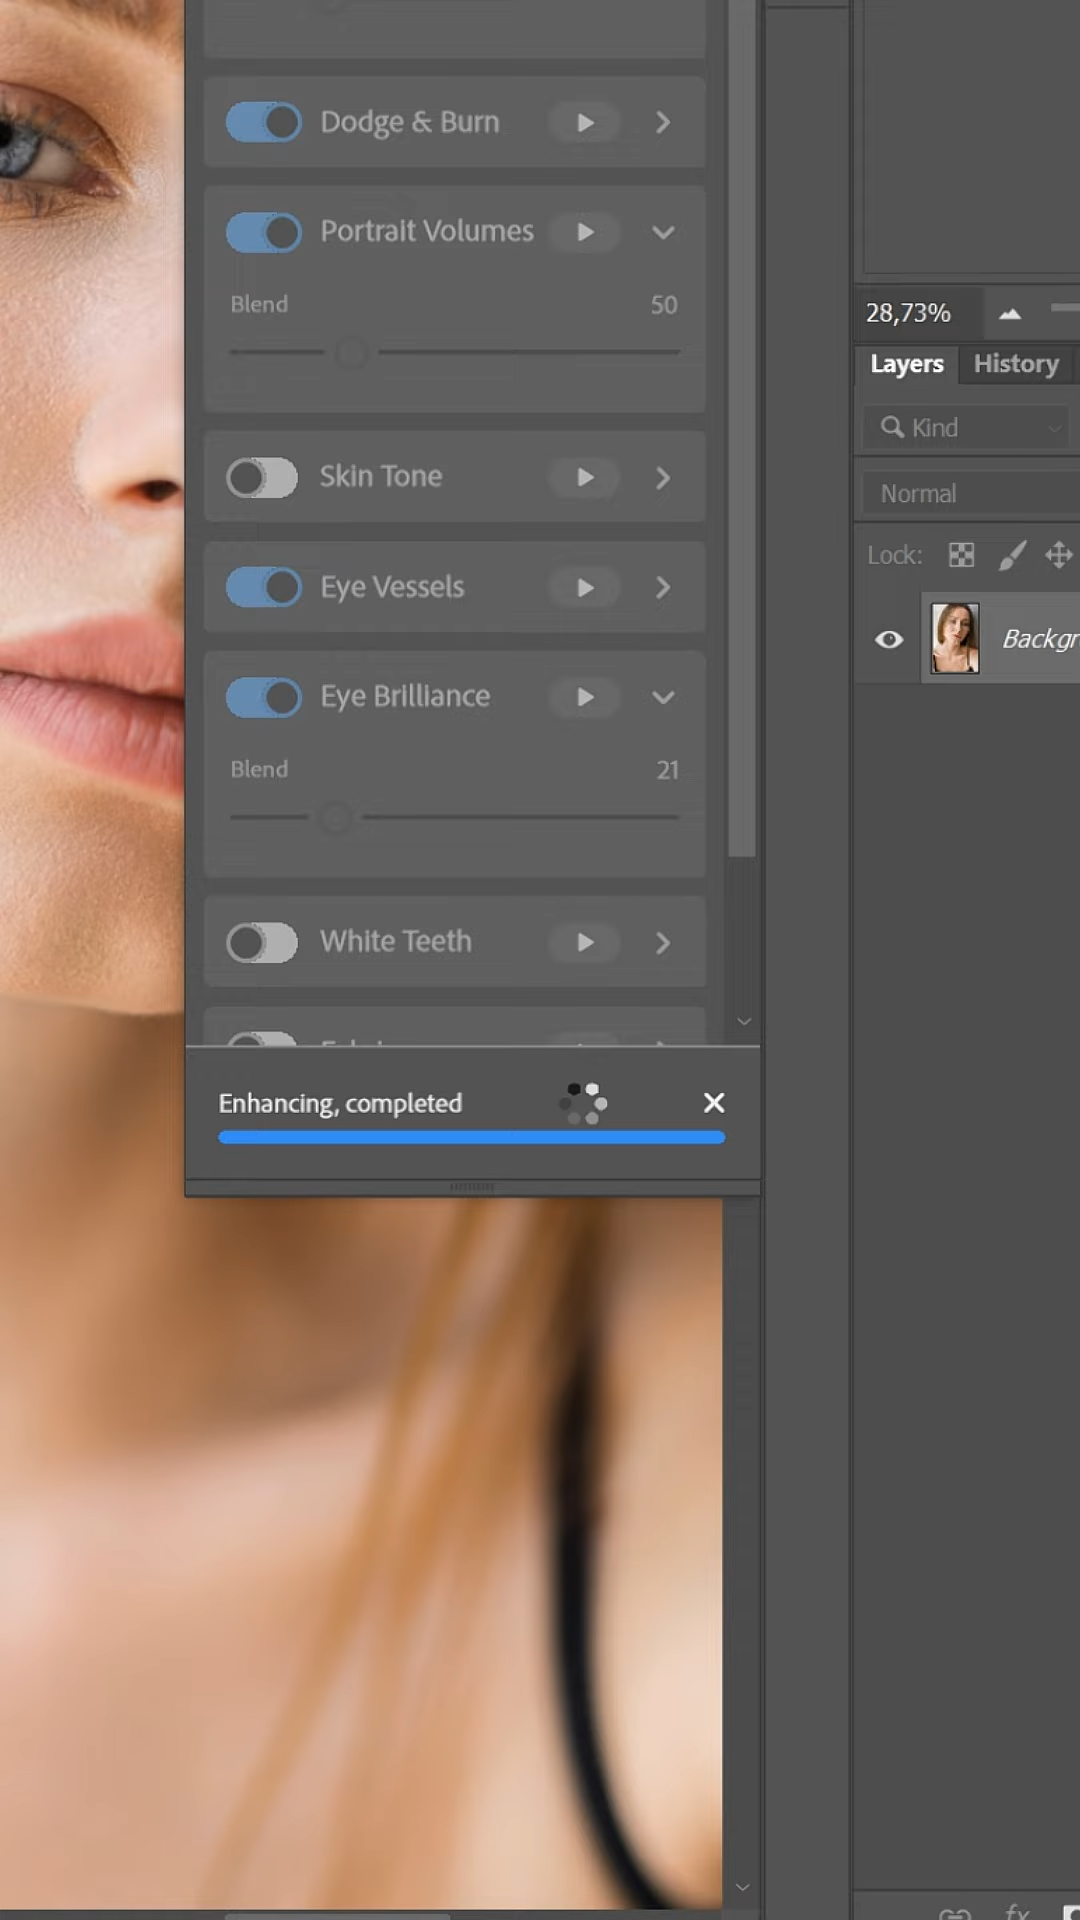 Dodge & Burn
Portrait Volumes
Blend
50
Skin Tone
Eye Vessels
Eye Brilliance
Blend
21
White Teeth
Enhancing, completed
28,73%
Layers
History
Kind
Normal
Lock:
Backgr
fx